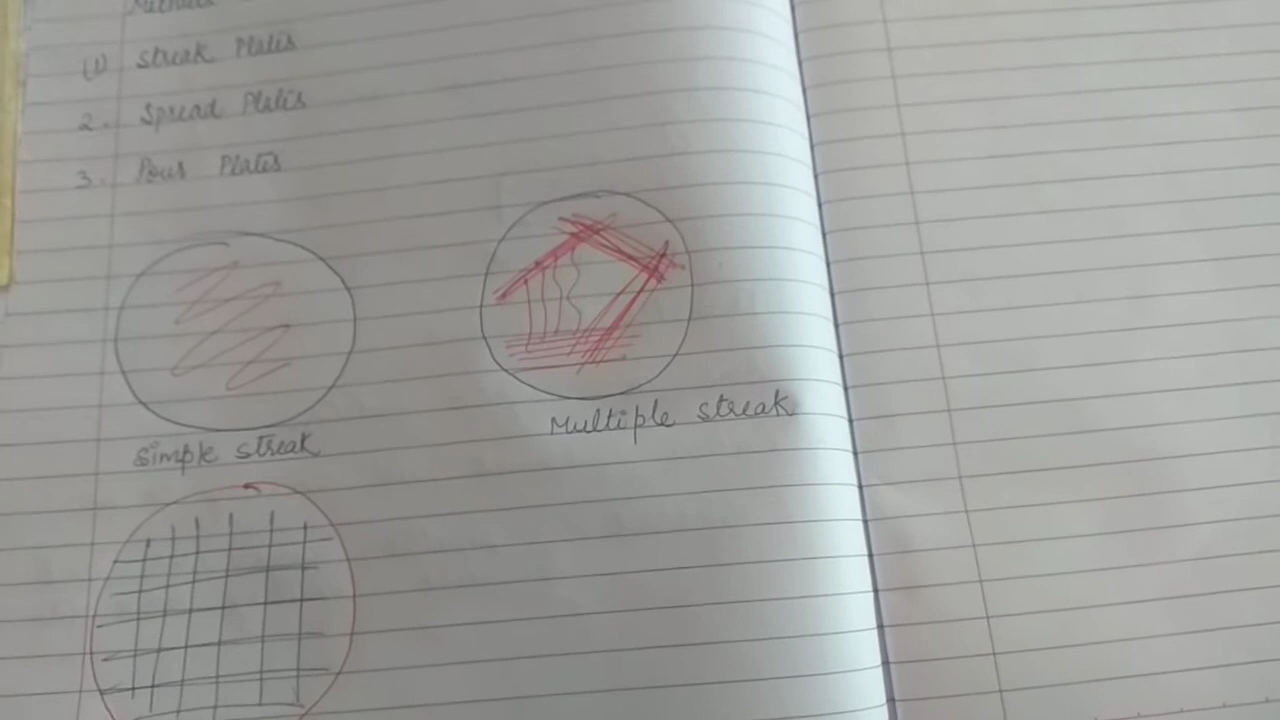 (1) Streak Plates
2. Spread Plates
3. Pour Plates
Simple streak
Multiple streak